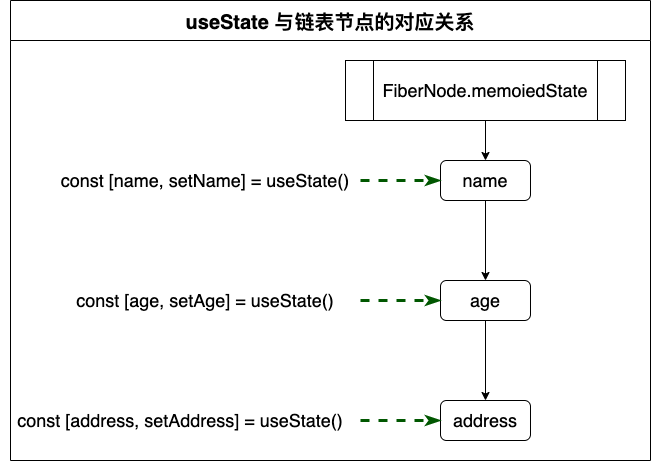 useState 与链表节点的对应关系
FiberNode.memoiedState
const [name, setName] = useState()
name
const [age, setAge] = useState()
age
const [address, setAddress] = useState()
address